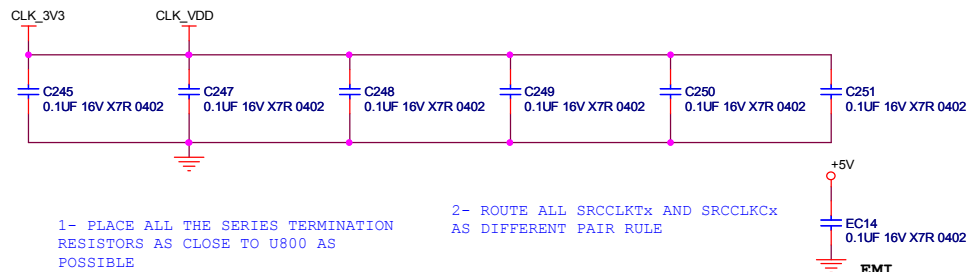 CLK_3V3
CLK_VDD
C245
0.1UF 16V X7R 0402
C247
0.1UF 16V X7R 0402
C248
0.1UF 16V X7R 0402
C249
0.1UF 16V X7R 0402
C250
0.1UF 16V X7R 0402
C251
0.1UF 16V X7R 0402
1- PLACE ALL THE SERIES TERMINATION
RESISTORS AS CLOSE TO U800 AS
POSSIBLE
2- ROUTE ALL SRCCLKTx AND SRCCLKCx
AS DIFFERENT PAIR RULE
+5V
EC14
0.1UF 16V X7R 0402
EMI